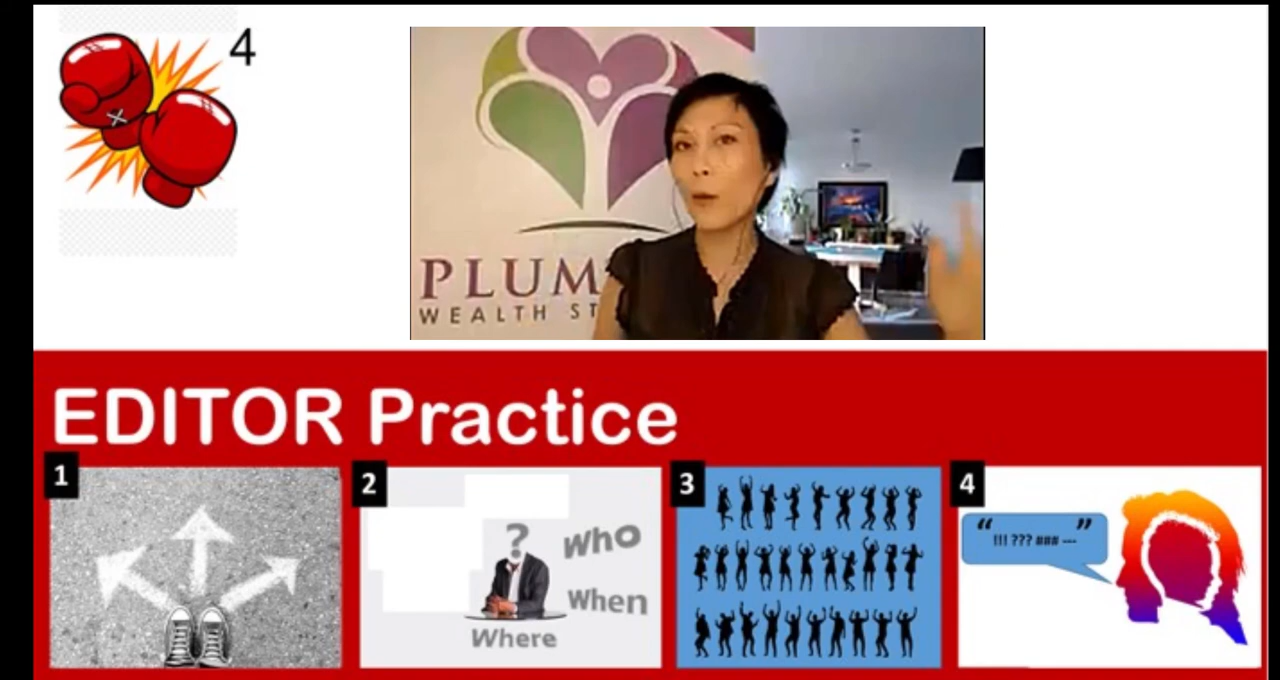 4
PLUM
WEALTH ST
EDITOR Practice
1
2
3
4
?
WHO
When
Where
“ ”
!!! ??? ### ---